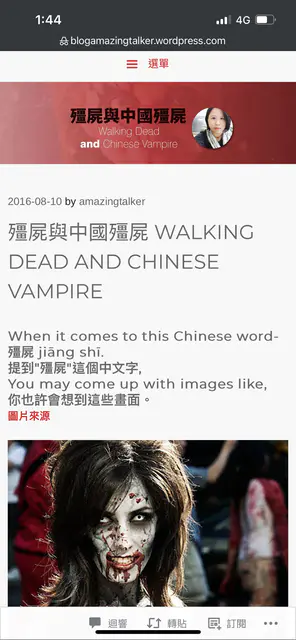 1:44
4G
blogamazingtalker.wordpress.com
選單
殭屍與中國殭屍
Walking Dead
and Chinese Vampire
2016-08-10 by amazingtalker
殭屍與中國殭屍 WALKING
DEAD AND CHINESE
VAMPIRE
When it comes to this Chinese word-
殭屍 jiāng shī.
提到"殭屍"這個中文字,
You may come up with images like,
你也許會想到這些畫面。
圖片來源
迴響
轉貼
訂閱